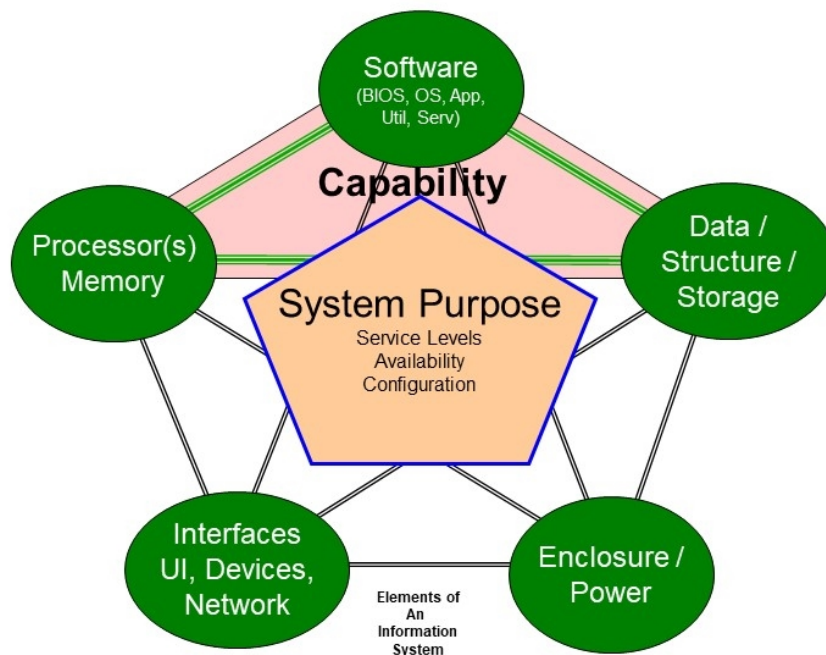 Software
(BIOS, OS, App,
Util, Serv)
Capability
Processor(s)
Memory
Data /
Structure /
Storage
System Purpose
Service Levels
Availability
Configuration
Interfaces
UI, Devices,
Network
Enclosure /
Power
Elements of
An
Information
System